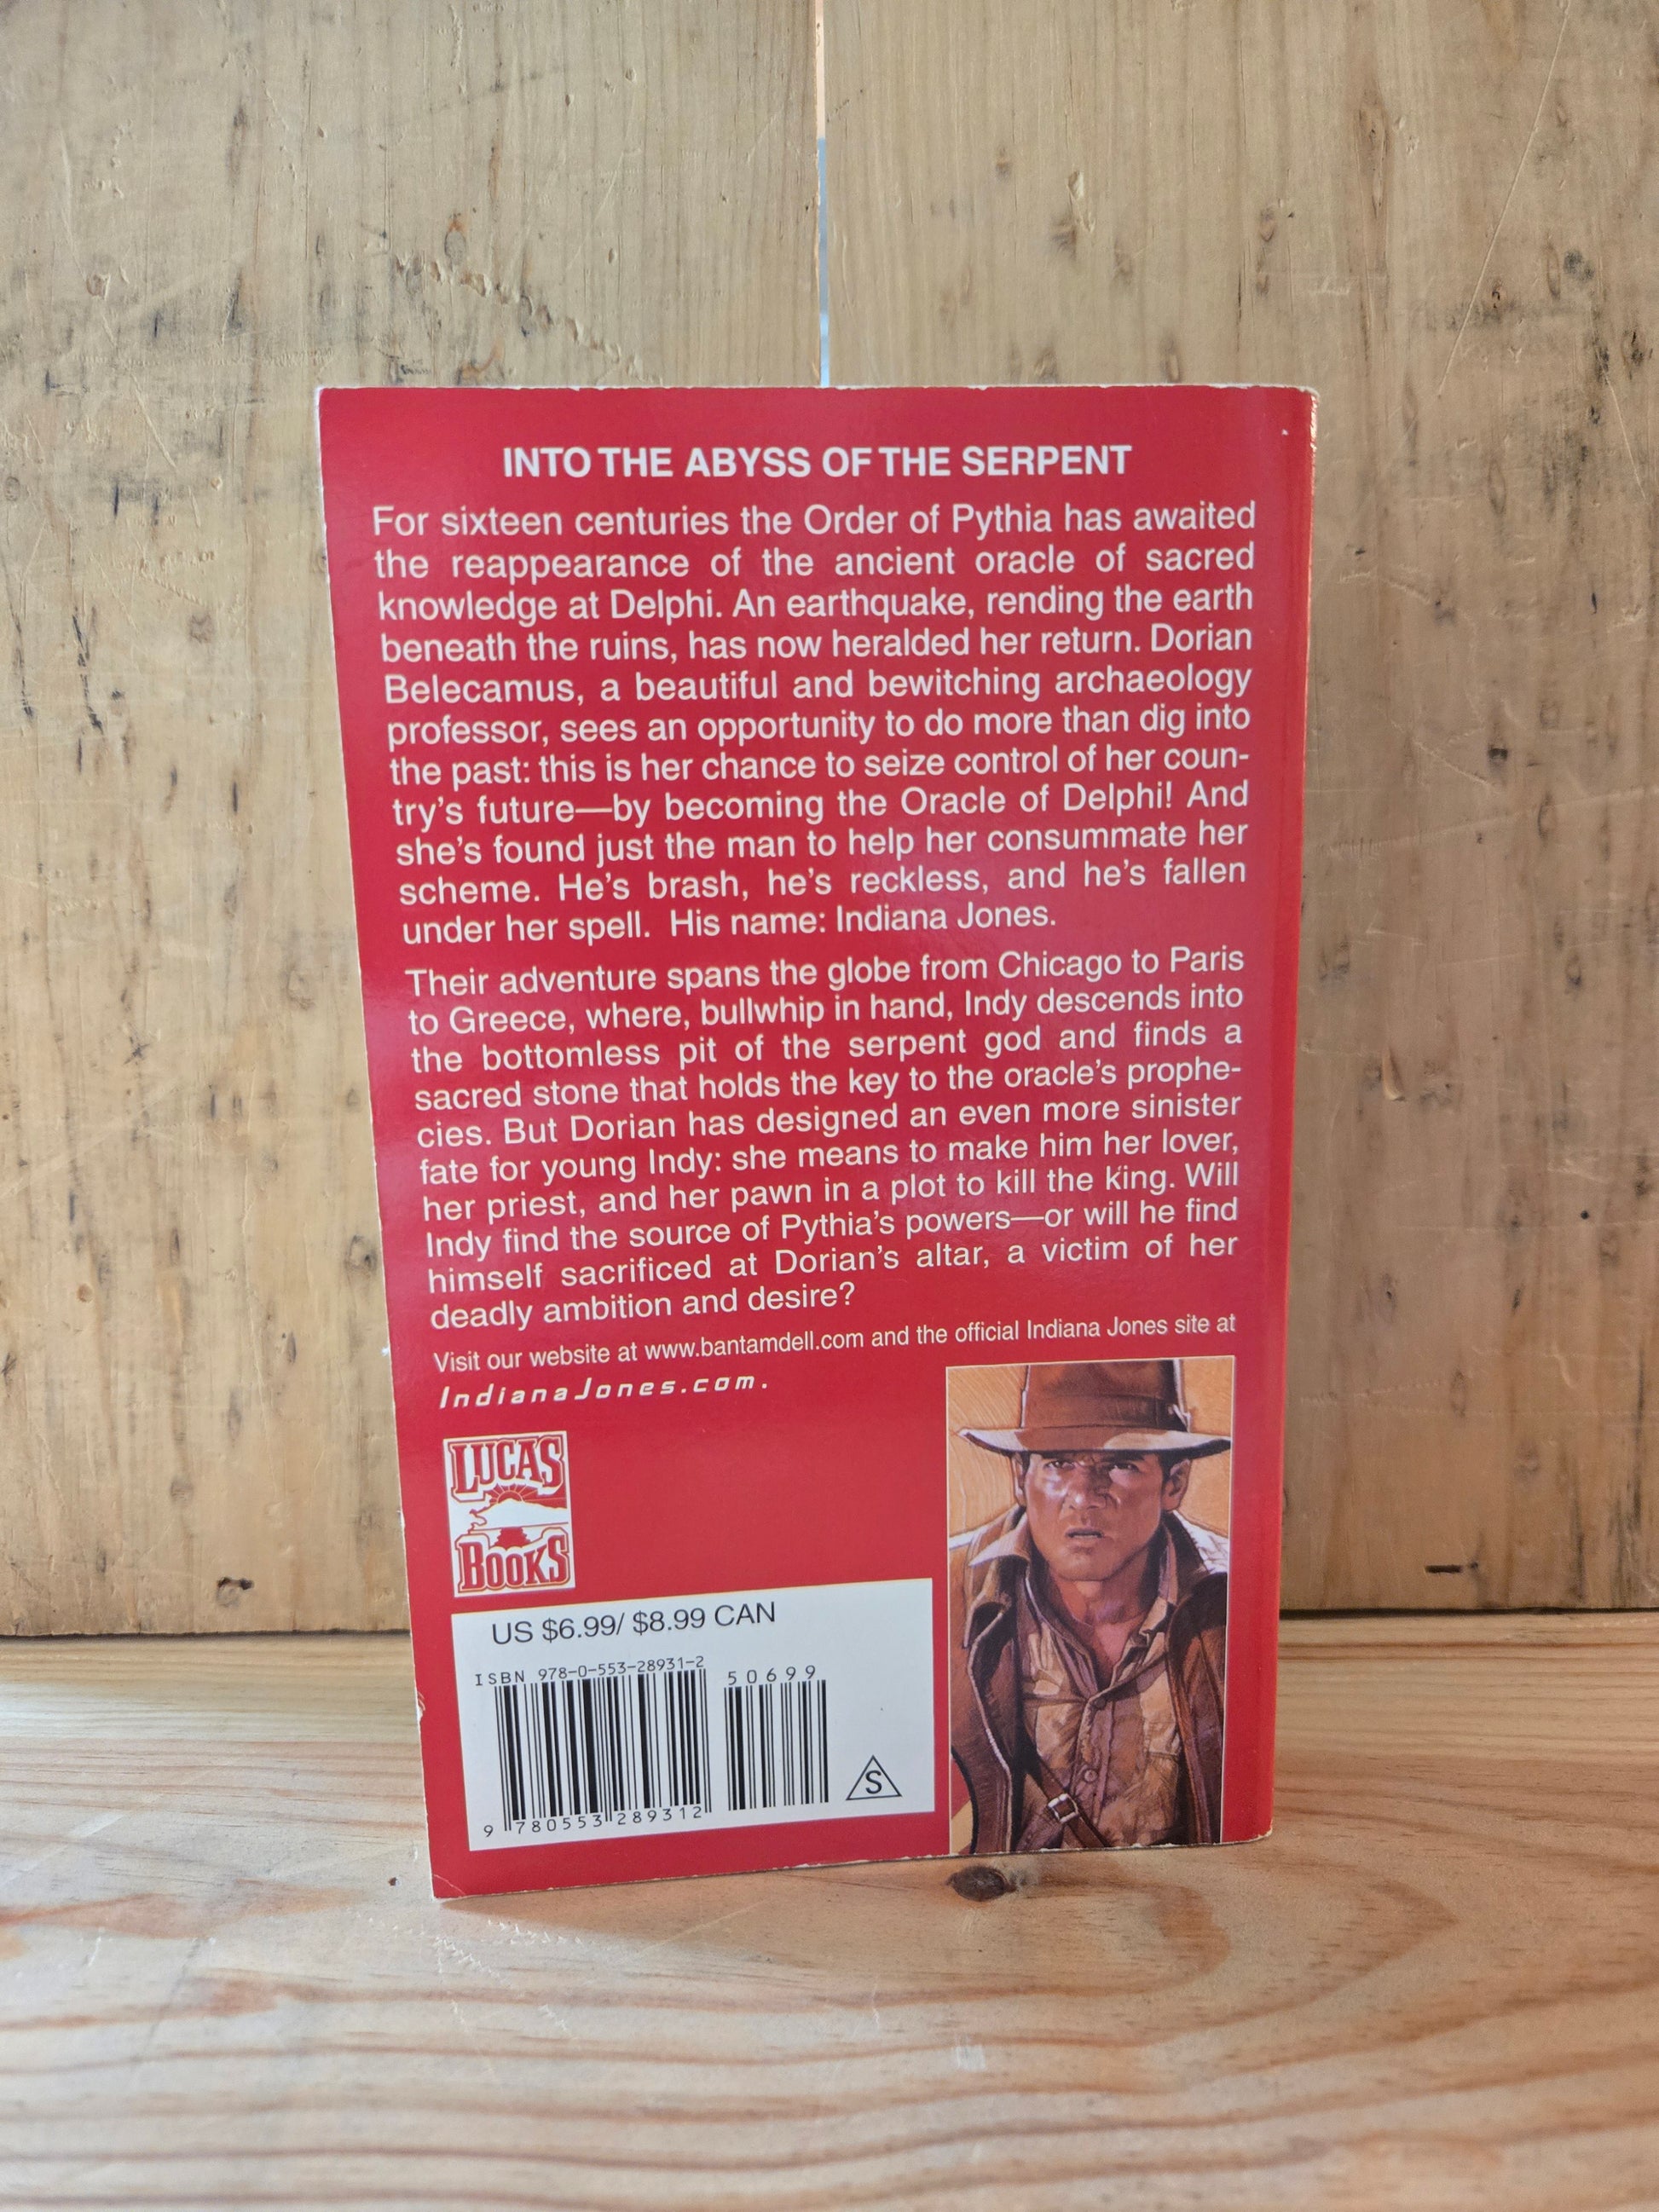 INTO THE ABYSS OF THE SERPENT
For sixteen centuries the Order of Pythia has awaited
the reappearance of the ancient oracle of sacred
knowledge at Delphi. An earthquake, rending the earth
beneath the ruins, has now heralded her return. Dorian
Belecamus, a beautiful and bewitching archaeology
professor, sees an opportunity to do more than dig into
the past: this is her chance to seize control of her coun-
try's future—by becoming the Oracle of Delphi! And
she's found just the man to help her consummate her
scheme. He's brash, he's reckless, and he's fallen
under her spell. His name: Indiana Jones.
Their adventure spans the globe from Chicago to Paris
to Greece, where, bullwhip in hand, Indy descends into
the bottomless pit of the serpent god and finds a
sacred stone that holds the key to the oracle's prophe-
cies. But Dorian has designed an even more sinister
fate for young Indy: she means to make him her lover,
her priest, and her pawn in a plot to kill the king. Will
Indy find the source of Pythia's powers—or will he find
himself sacrificed at Dorian's altar, a victim of her
deadly ambition and desire?
Visit our website at www.bantamdell.com and the official Indiana Jones site at
IndianaJones.com.
LUCAS
BOOKS
US $6.99/ $8.99 CAN
ISBN 978-0-553-28931-2
50699
S
9 780553 289312